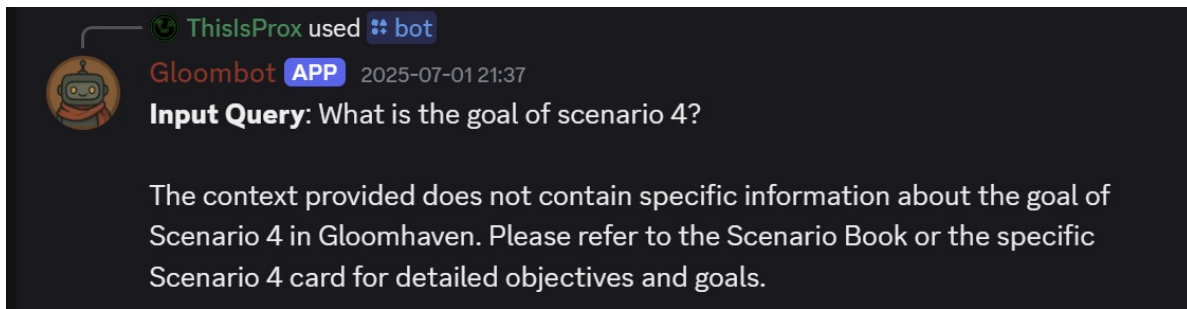 ThisIsProx used bot
Gloombot APP 2025-07-01 21:37
Input Query: What is the goal of scenario 4?
The context provided does not contain specific information about the goal of
Scenario 4 in Gloomhaven. Please refer to the Scenario Book or the specific
Scenario 4 card for detailed objectives and goals.